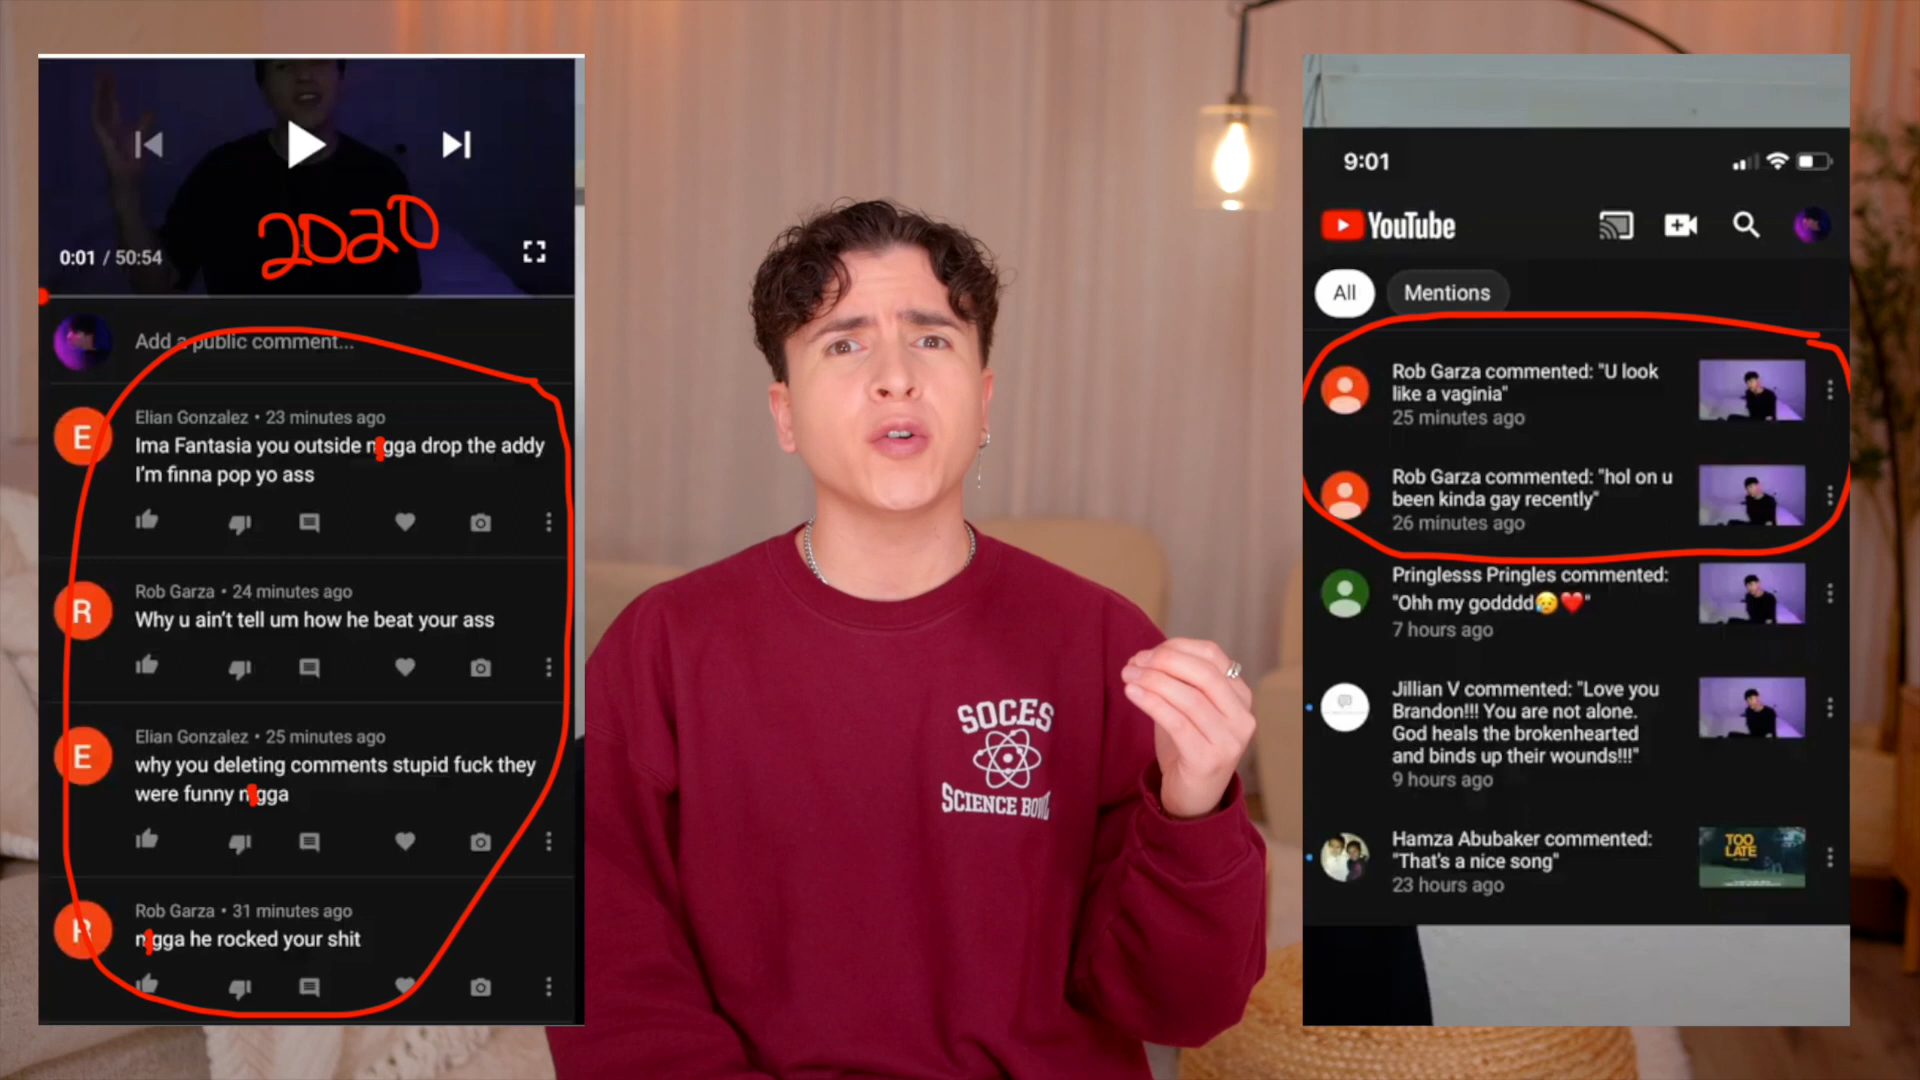 2020
0:01 / 50:54
Add a public comment...
E
Elian Gonzalez • 23 minutes ago
Ima Fantasia you outside nigga drop the addy
I'm finna pop yo ass
R
Rob Garza • 24 minutes ago
Why u ain't tell um how he beat your ass
E
Elian Gonzalez • 25 minutes ago
why you deleting comments stupid fuck they
were funny nigga
R
Rob Garza • 31 minutes ago
nigga he rocked your shit
SOCES
SCIENCE BOWL
9:01
YouTube
All
Mentions
Rob Garza commented: "U look
like a vaginia"
25 minutes ago
Rob Garza commented: "hol on u
been kinda gay recently"
26 minutes ago
Pringlesss Pringles commented:
"Ohh my godddd😥❤️"
7 hours ago
Jillian V commented: "Love you
Brandon!!! You are not alone.
God heals the brokenhearted
and binds up their wounds!!!"
9 hours ago
Hamza Abubaker commented:
"That's a nice song"
23 hours ago
TOO
LATE